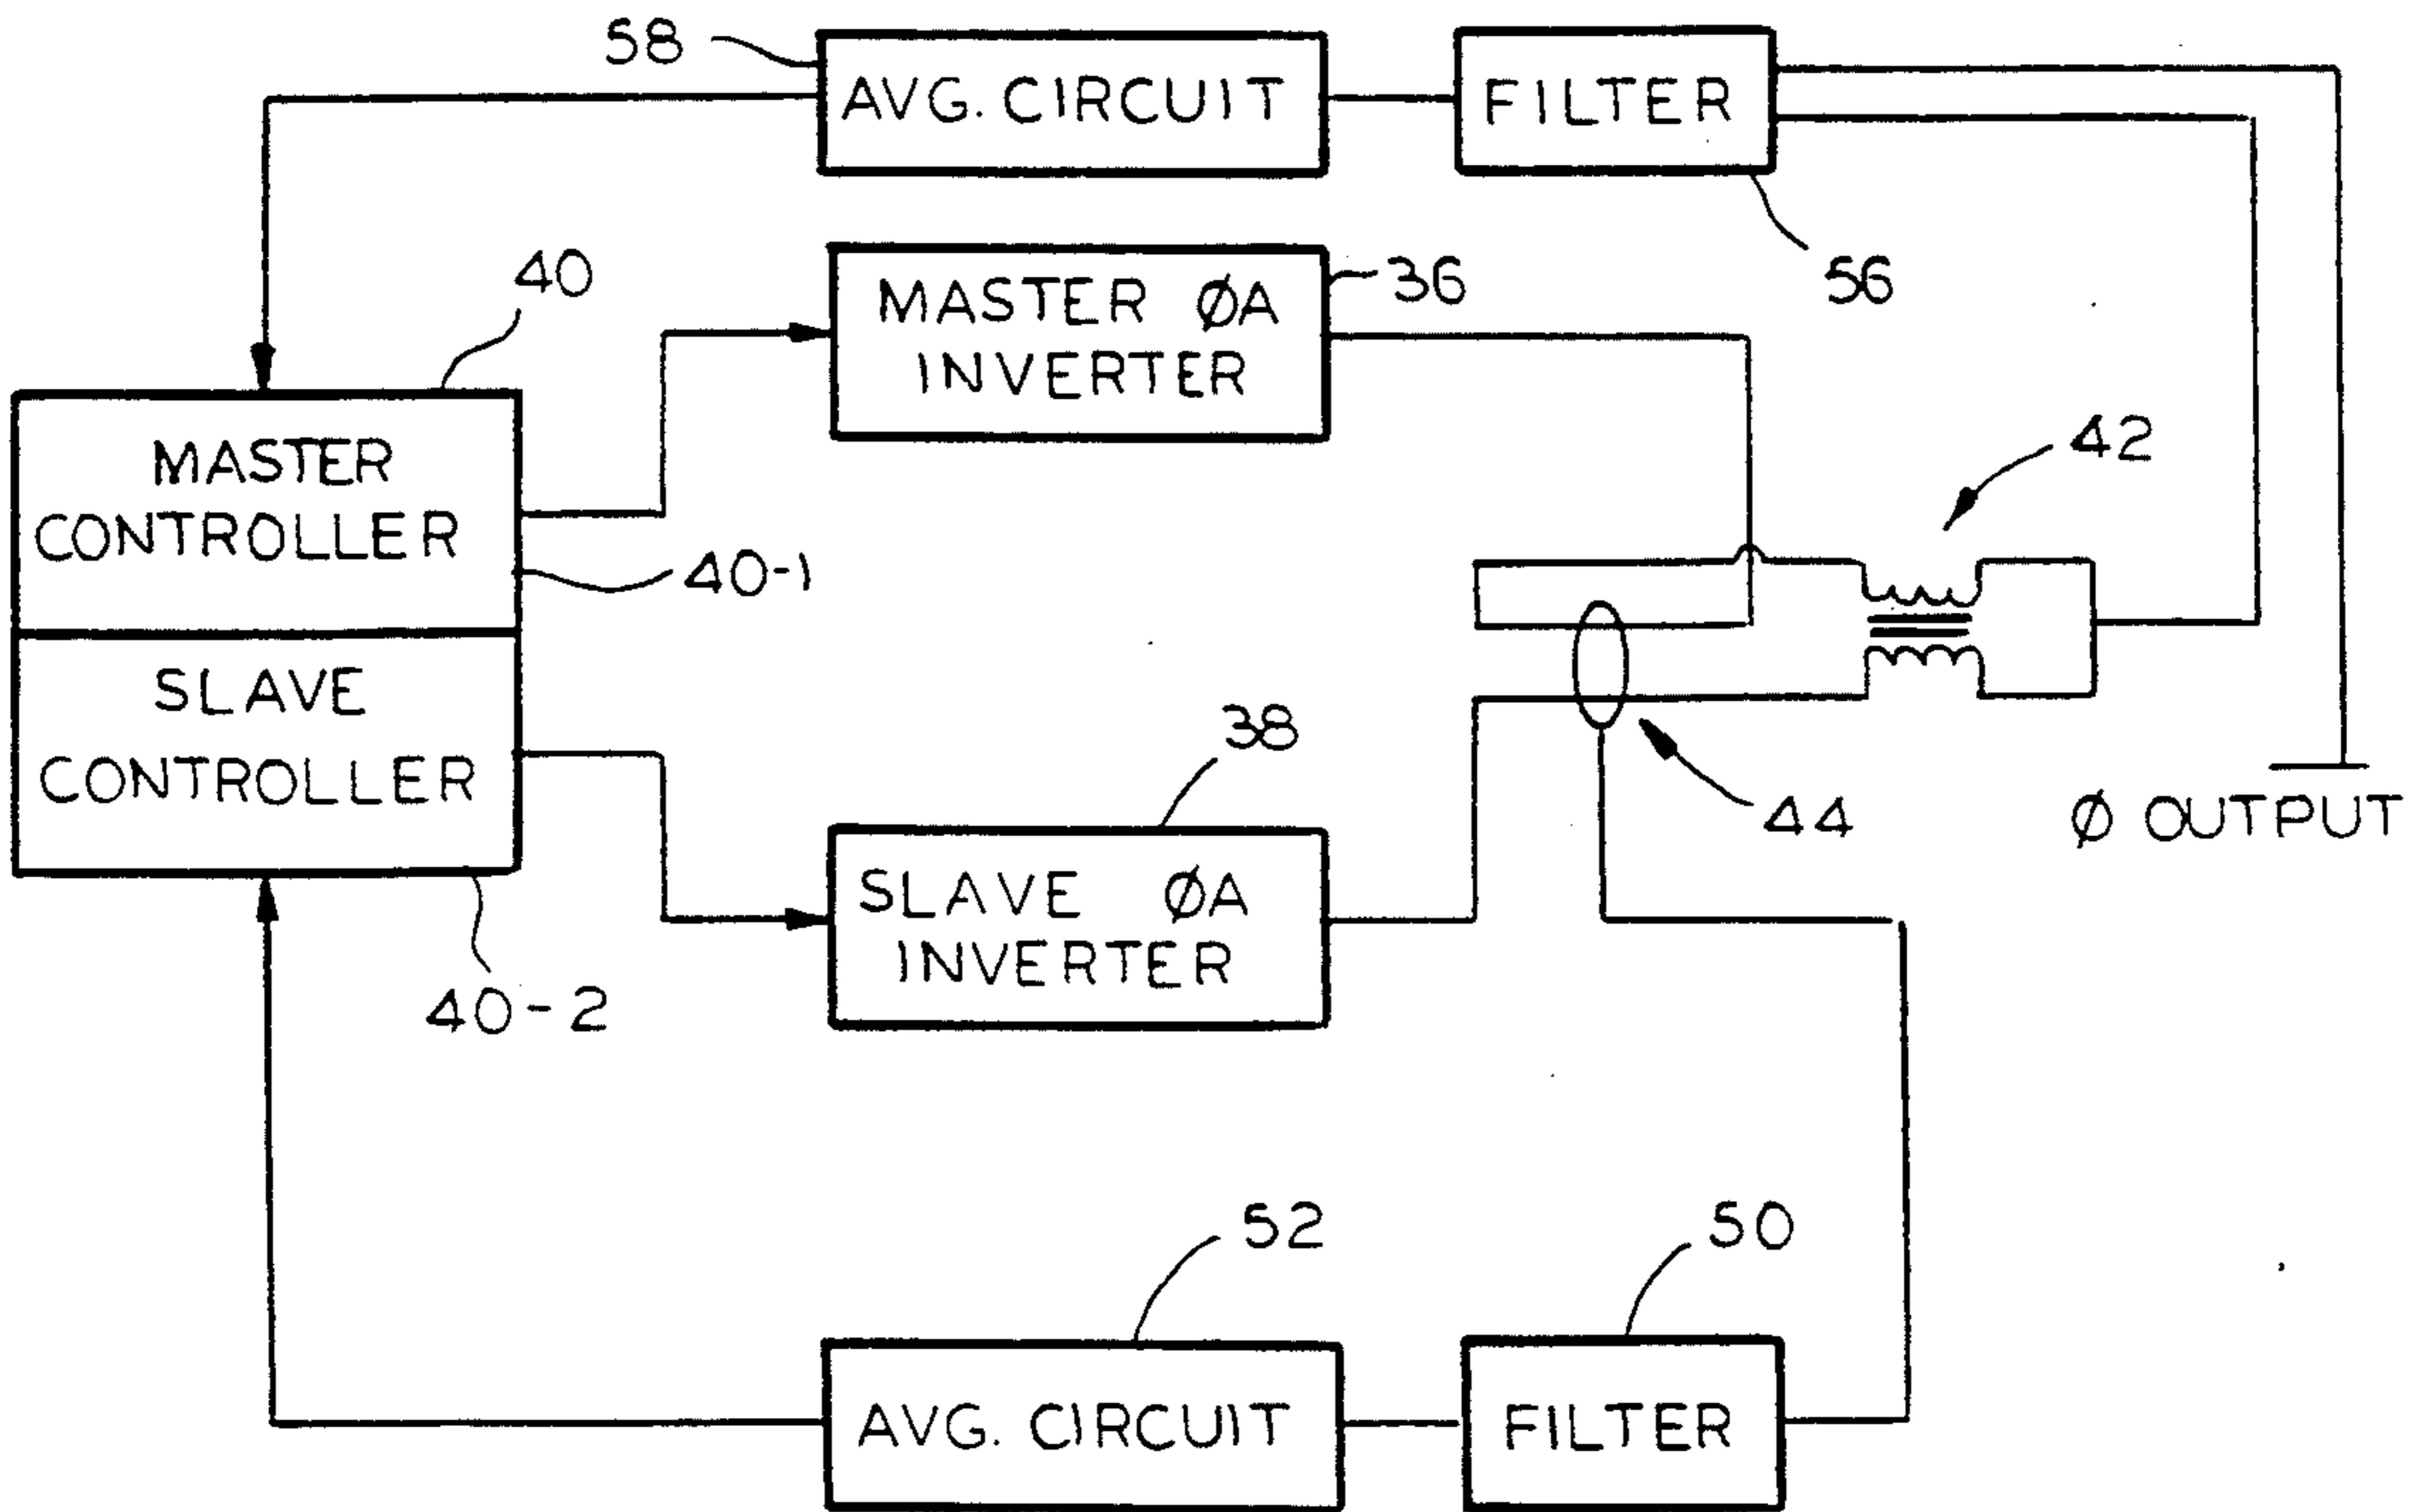 58
AVG. CIRCUIT
FILTER
56
40
MASTER ØA
INVERTER
36
MASTER
CONTROLLER
40-1
42
SLAVE
CONTROLLER
40-2
38
44
Ø OUTPUT
SLAVE ØA
INVERTER
52
50
AVG. CIRCUIT
FILTER